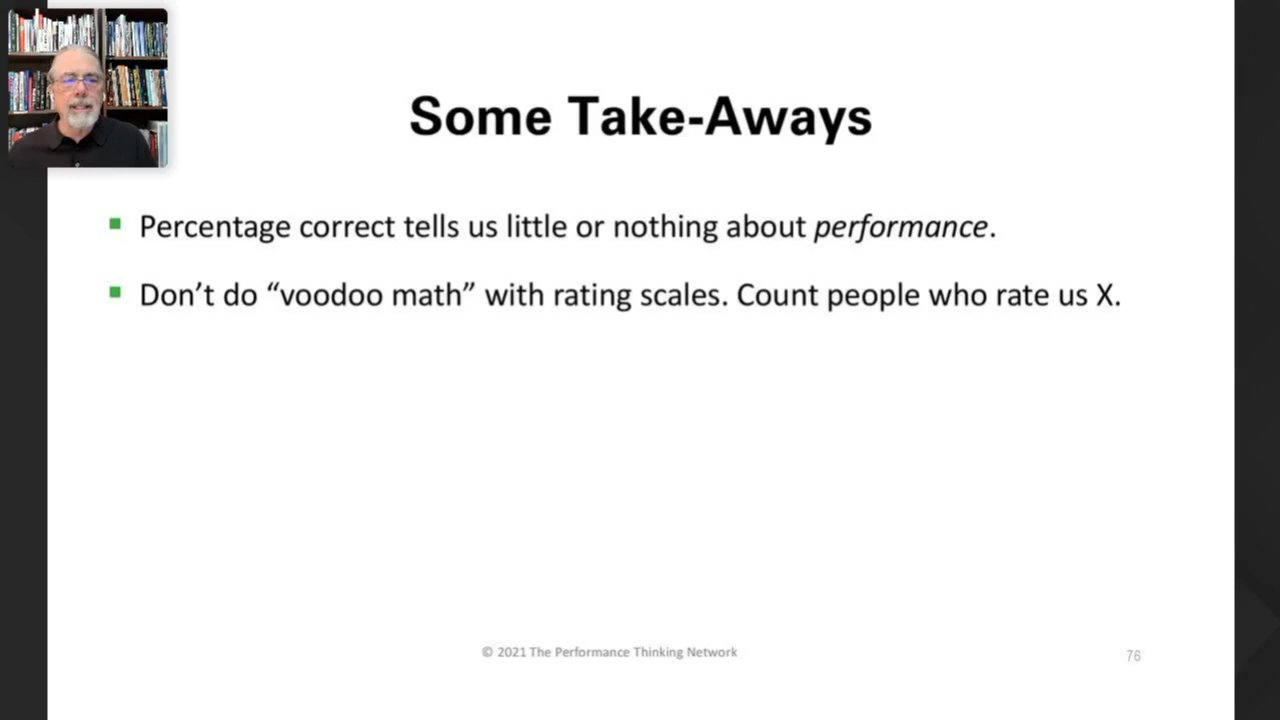 Some Take-Aways
Percentage correct tells us little or nothing about performance.
Don’t do “voodoo math” with rating scales. Count people who rate us X.
© 2021 The Performance Thinking Network
76